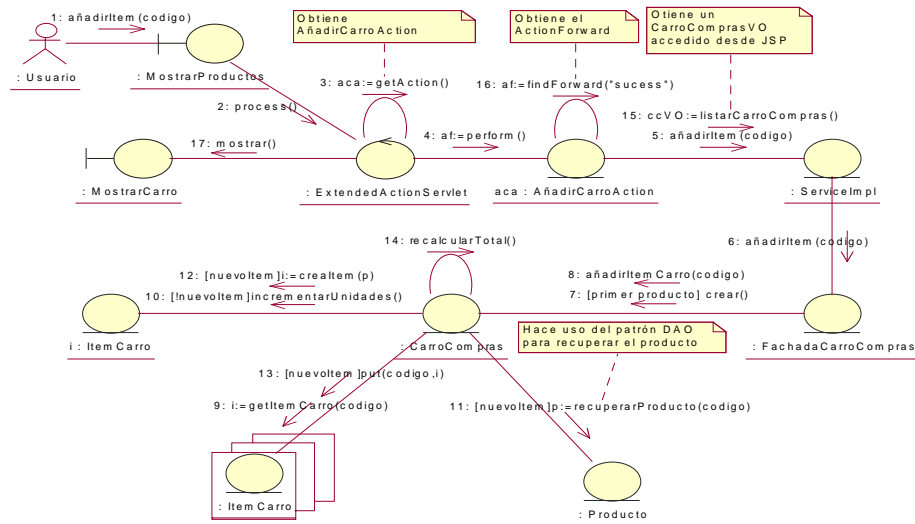 1: añadirItem(codigo)
: Usuario
: MostrarProductos
2: process()
Obtiene
AñadirCarroAction
3: aca:=getAction()
Obtiene el
ActionForward
16: af:=findForward("sucess")
Otiene un
CarroComprasVO
accedido desde JSP
15: ccVO:=listarCarroCompras()
17: mostrar()
4: af:=perform()
5: añadirItem(codigo)
: MostrarCarro
: ExtendedActionServlet
aca : AñadirCarroAction
: ServiceImpl
14: recalcularTotal()
6: añadirItem(codigo)
12: [nuevoItem]i:=creaItem(p)
10: [!nuevoItem]incrementarUnidades()
8: añadirItemCarro(codigo)
7: [primer producto] crear()
i : ItemCarro
: CarroCompras
Hace uso del patrón DAO
para recuperar el producto
: FachadaCarroCompras
13: [nuevoItem]put(codigo,i)
9: i:=getItemCarro(codigo)
11: [nuevoItem]p:=recuperarProducto(codigo)
: ItemCarro
: Producto